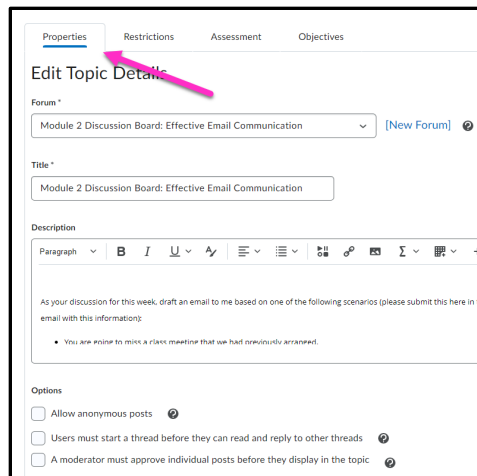 Properties Restrictions Assessment Objectives
Edit Topic Details
Forum *
Module 2 Discussion Board: Effective Email Communication [New Forum]
Title *
Module 2 Discussion Board: Effective Email Communication
Description
Paragraph B I U
As your discussion for this week, draft an email to me based on one of the following scenarios (please submit this here in
email with this information):
• You are going to miss a class meeting that we had previously arranged.
Options
Allow anonymous posts
Users must start a thread before they can read and reply to other threads
A moderator must approve individual posts before they display in the topic